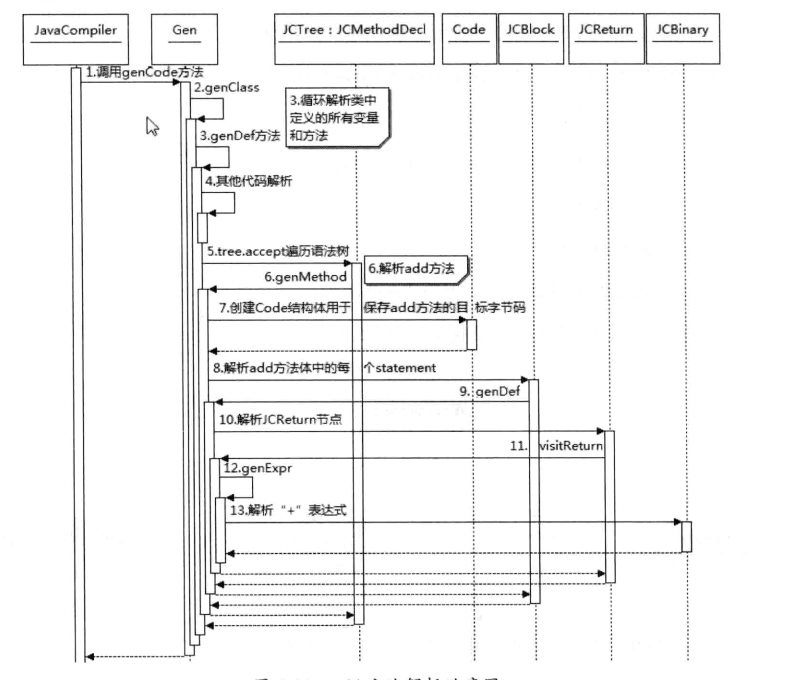 JavaCompiler
Gen
JCTree : JCMethodDecl
Code
JCBlock
JCReturn
JCBinary
1.调用genCode方法
2.genClass
3.循环解析类中
定义的所有变量
和方法
3.genDef方法
4.其他代码解析
5.tree.accept遍历语法树
6.genMethod
6.解析add方法
7.创建Code结构体用于 保存add方法的目 标字节码
8.解析add方法体中的每 个statement
9. genDef
10.解析JCReturn节点
11. visitReturn
12.genExpr
13.解析“+”表达式